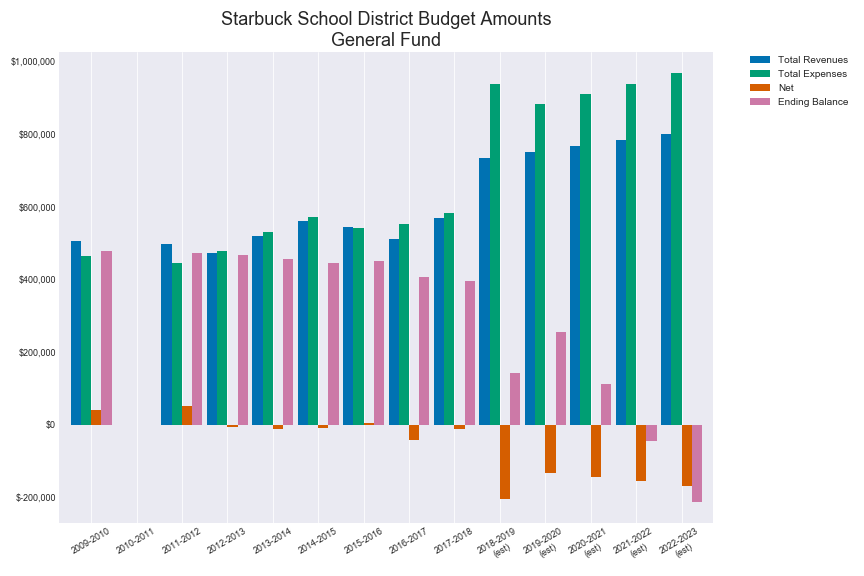 Starbuck School District Budget Amounts
General Fund
Total Revenues
Total Expenses
Net
Ending Balance
$1,000,000
$800,000
$600,000
$400,000
$200,000
$0
$-200,000
2009-2010
2010-2011
2011-2012
2012-2013
2013-2014
2014-2015
2015-2016
2016-2017
2017-2018
2018-2019
(est)
2019-2020
(est)
2020-2021
(est)
2021-2022
(est)
2022-2023
(est)